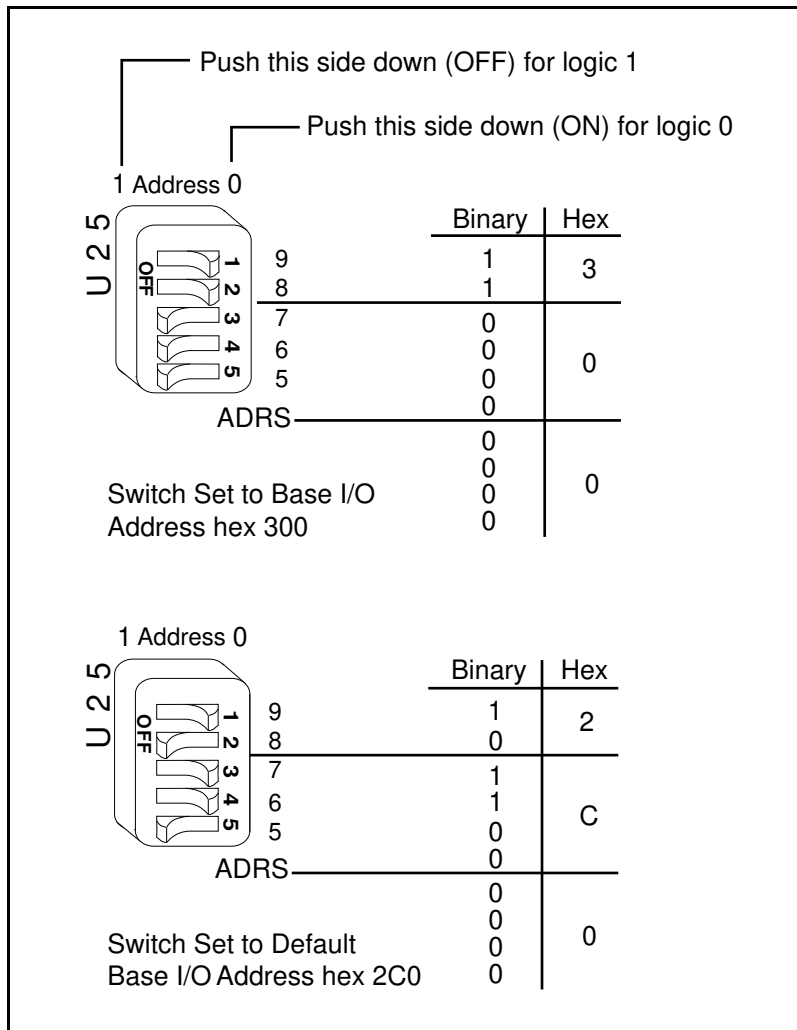 Push this side down (OFF) for logic 1
Push this side down (ON) for logic 0
1 Address 0
U 2 5
OFF
1
2
3
4
5
9
8
7
6
5
ADRS
Binary Hex
1
1
3
0
0
0
0
0
0
0
0
0
0
Switch Set to Base I/O
Address hex 300
1 Address 0
U 2 5
OFF
1
2
3
4
5
9
8
7
6
5
ADRS
Binary Hex
1
0
2
1
1
0
0
C
0
0
0
0
0
Switch Set to Default
Base I/O Address hex 2C0